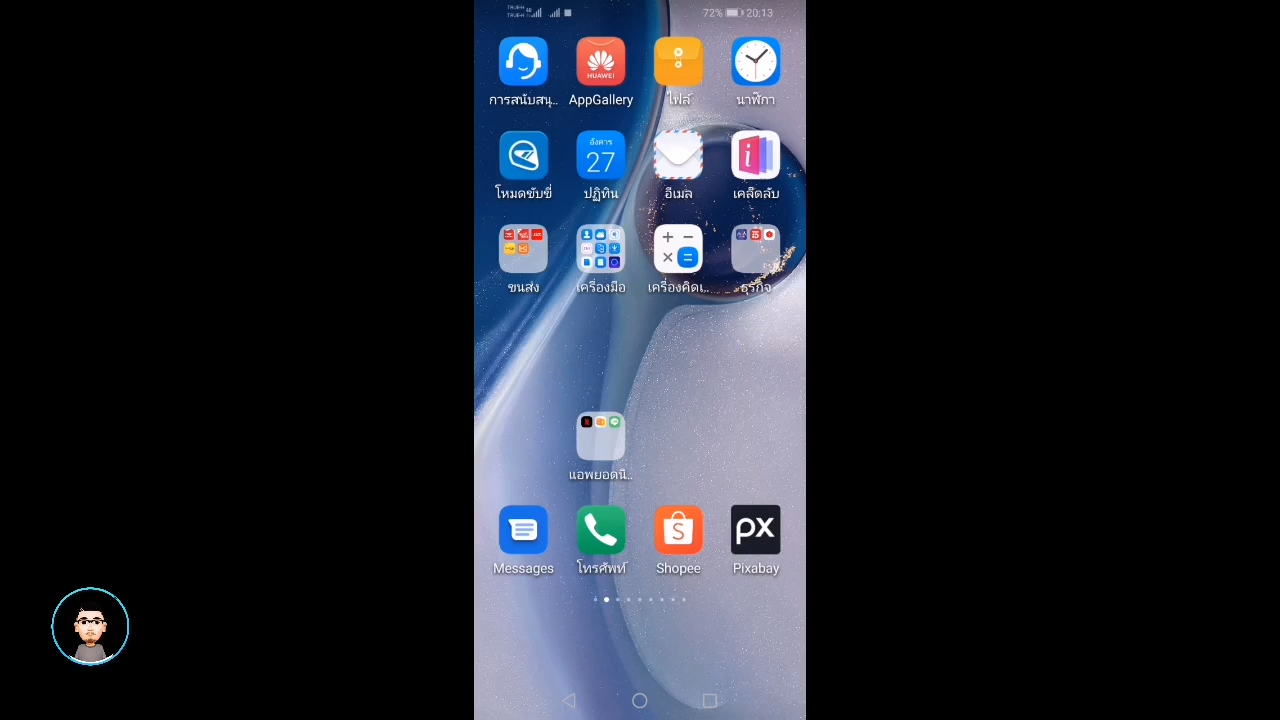 TRUE-H 4G
TRUE-H
72% 20:13
HUAWEI
การสนับสนุ.. AppGallery ไฟล์ นาฬิกา
อังคาร
27
โหมดขับขี่ ปฏิทิน อีเมล เคล็ดลับ
ขนส่ง เครื่องมือ เครื่องคิดเ.. ธุรกิจ
แอพยอดนิ..
px
Messages โทรศัพท์ Shopee Pixabay